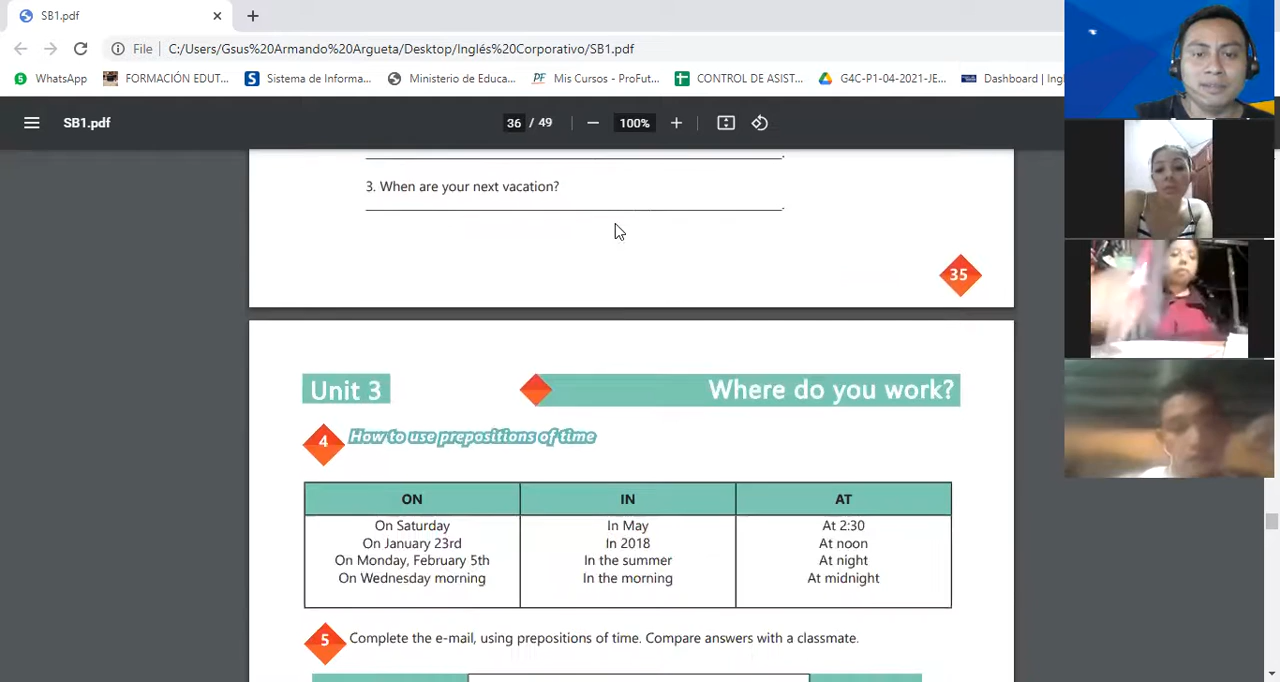 SB1.pdf
File C:/Users/Gsus%20Armando%20Argueta/Desktop/Inglés%20Corporativo/SB1.pdf
WhatsApp FORMACIÓN EDUT... Sistema de Informa... Ministerio de Educa... PF Mis Cursos - ProFut... CONTROL DE ASIST... G4C-P1-04-2021-JE... Dashboard | Ingl
SB1.pdf 36 / 49 100%
3. When are your next vacation?
35
Unit 3 Where do you work?
4 How to use prepositions of time
ON IN AT
On Saturday In May At 2:30
On January 23rd In 2018 At noon
On Monday, February 5th In the summer At night
On Wednesday morning In the morning At midnight
5 Complete the e-mail, using prepositions of time. Compare answers with a classmate.